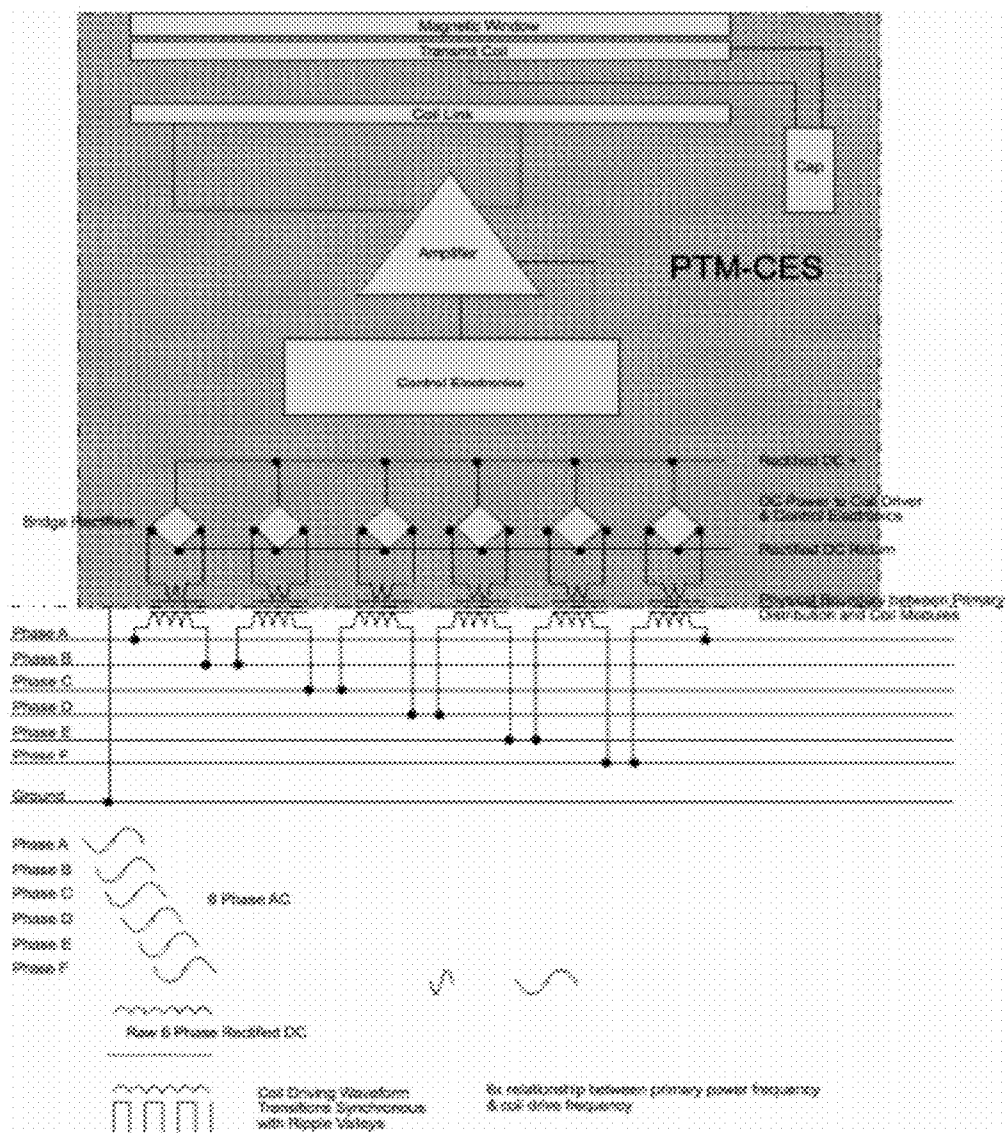 Magnetic Window
Transmit Coil
Coil Link
Cap
Amplifier
PTM-CES
Control Electronics
Rectified DC +
Bridge Rectifiers
DC Power to Coil Driver
& Control Electronics
Rectified DC Return
Physical Boundary between Primary
Distribution and Coil Modules
Phase A
Phase B
Phase C
Phase D
Phase E
Phase F
Ground
Phase A
Phase B
Phase C
Phase D
Phase E
Phase F
6 Phase AC
Raw 6 Phase Rectified DC
Coil Driving Waveform
Transitions Synchronous
with Ripple Valleys
6x relationship between primary power frequency
& coil drive frequency